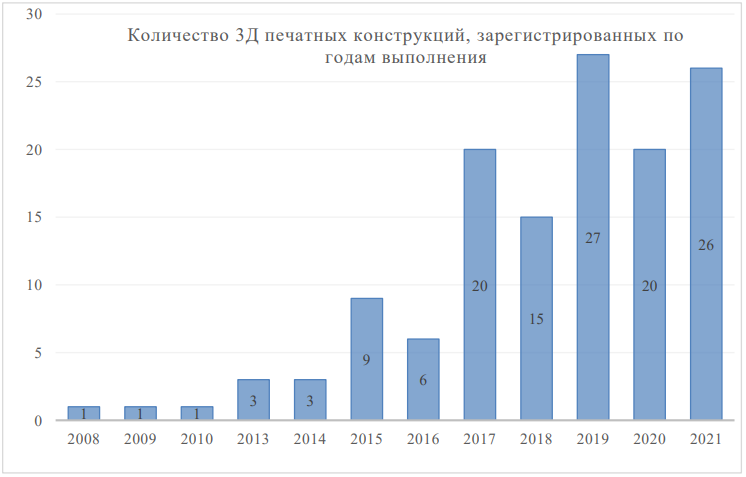 30
Количество 3Д печатных конструкций, зарегистрированных по
годам выполнения
25
20
15
10
5
0
1 1 1 3 3 9 6 20 15 27 20 26
2008 2009 2010 2013 2014 2015 2016 2017 2018 2019 2020 2021